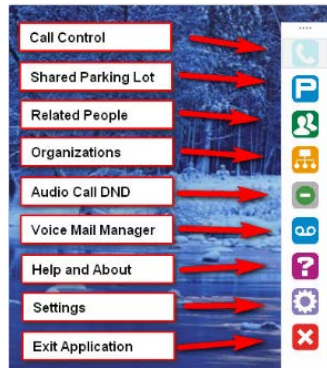 Call Control
Shared Parking Lot
P
Related People
Organizations
Audio Call DND
Voice Mail Manager
Help and About
?
Settings
Exit Application